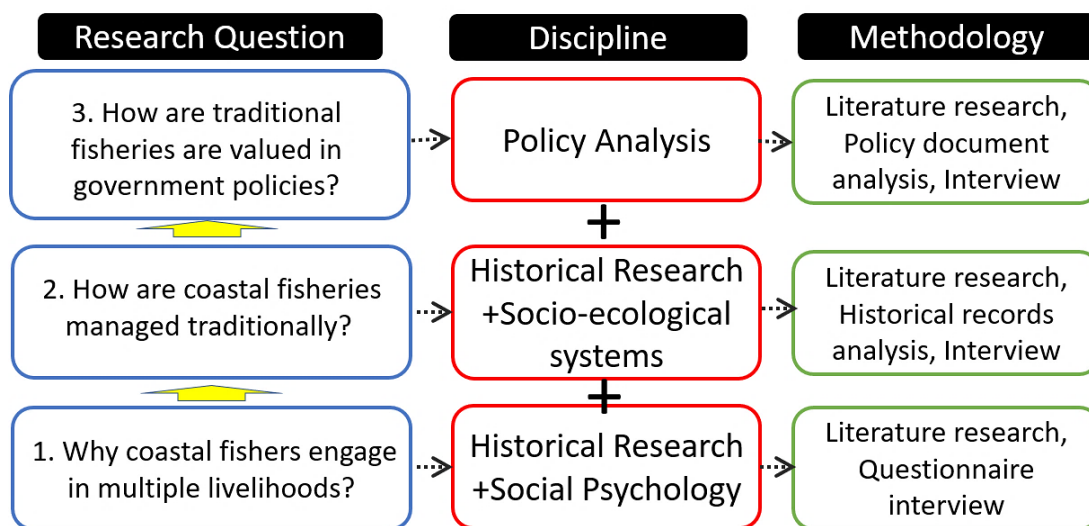 Research Question
Discipline
Methodology
3. How are traditional
fisheries are valued in
government policies?
Policy Analysis
Literature research,
Policy document
analysis, Interview
+
2. How are coastal fisheries
managed traditionally?
Historical Research
+Socio-ecological
systems
Literature research,
Historical records
analysis, Interview
+
1. Why coastal fishers engage
in multiple livelihoods?
Historical Research
+Social Psychology
Literature research,
Questionnaire
interview